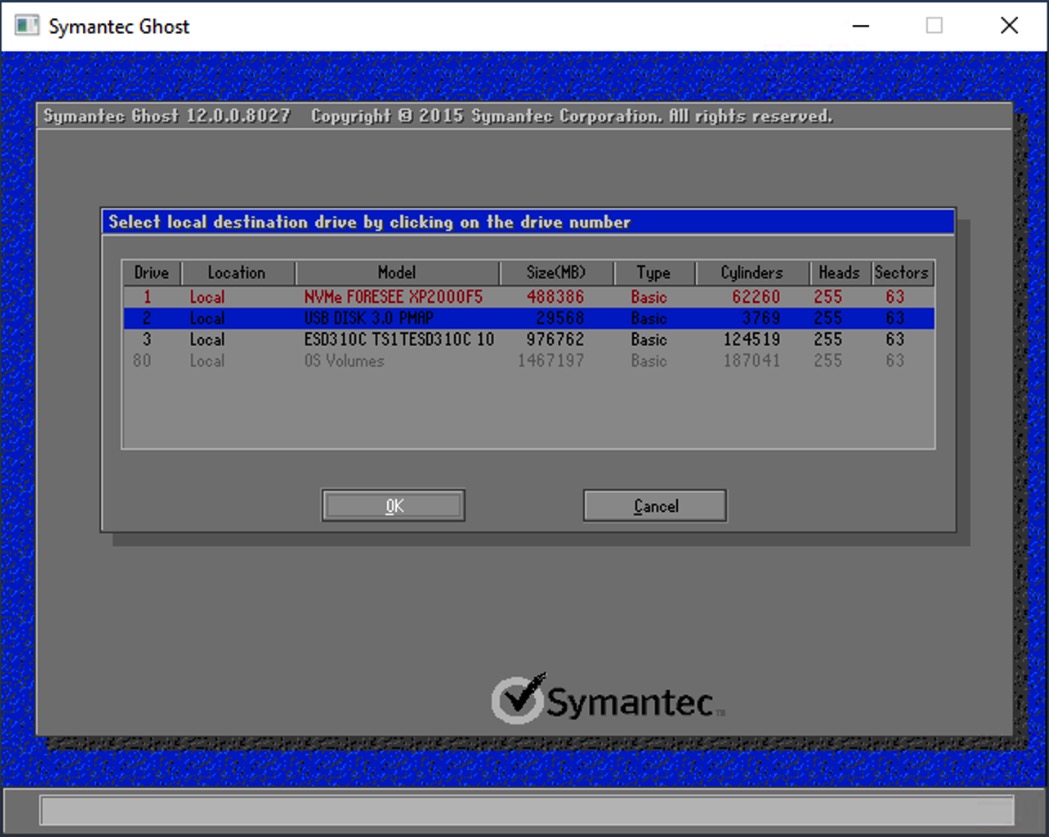 Symantec Ghost
Symantec Ghost 12.0.0.8027 Copyright @ 2015 Symantec Corporation. All rights reserved.
Select local destination drive by clicking on the drive number
Drive Location Model Size(MB) Type Cylinders Heads Sectors
1 Local NVMe FORESEE XP2000F5 488386 Basic 62260 255 63
2 Local USB DISK 3.0 PMAP 29568 Basic 3769 255 63
3 Local ESD310C TS1TESD310C 10 976762 Basic 124519 255 63
80 Local OS Volumes 1467197 Basic 187041 255 63
OK Cancel
Symantec™